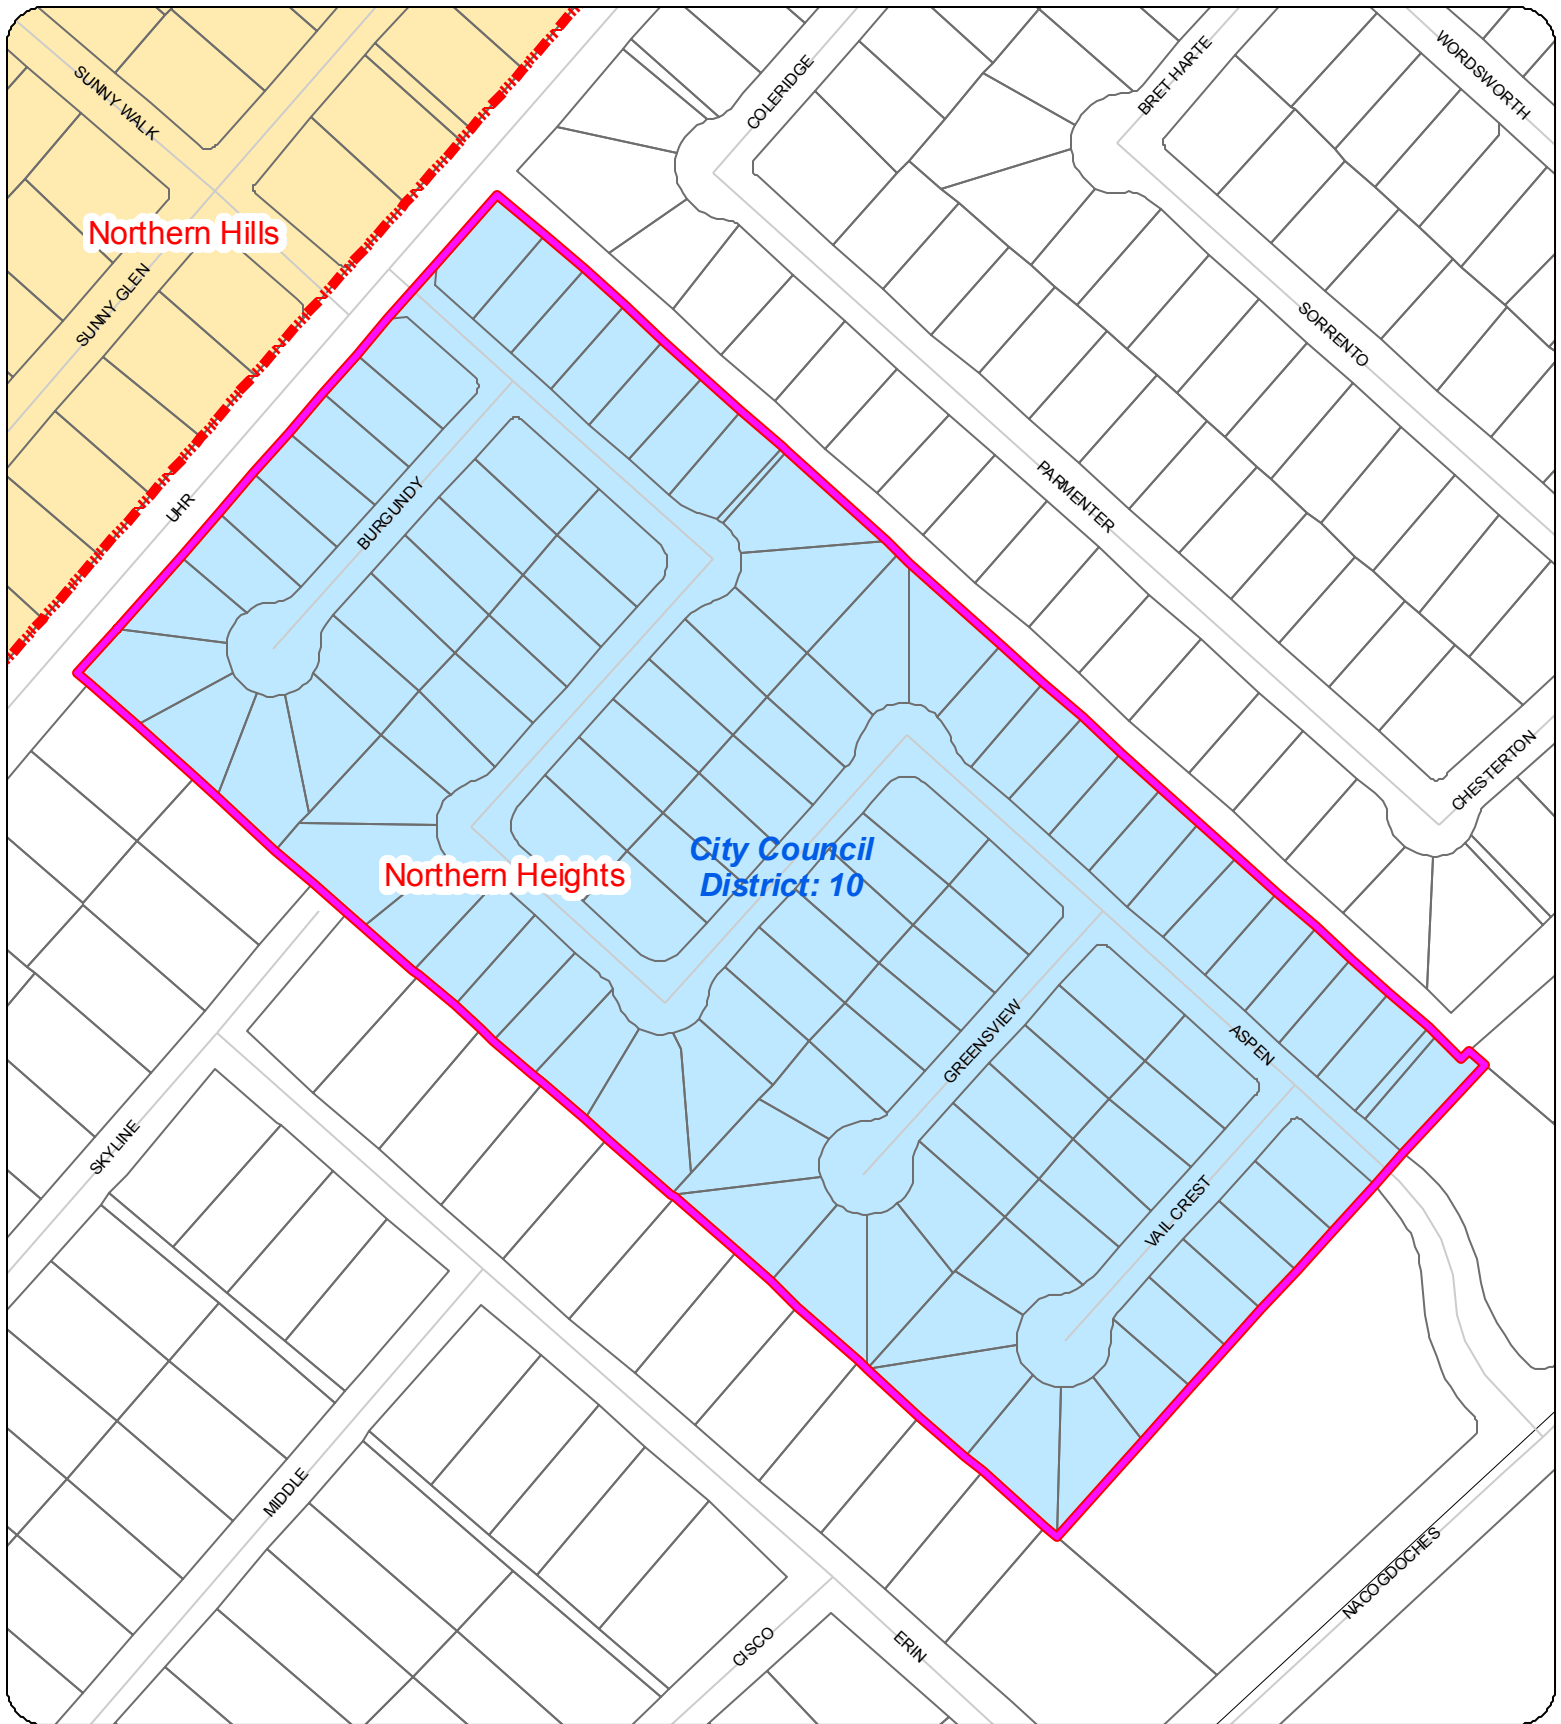 WORDSWORTH
BRET HARTE
COLERIDGE
SUNNY WALK
Northern Hills
SUNNY GLEN
SORRENTO
UHR
BURGUNDY
PARMENTER
CHESTERTON
City Council
District: 10
Northern Heights
GREENSVIEW
ASPEN
SKYLINE
VAIL CREST
MIDDLE
NACOGDOCHES
CISCO
ERIN